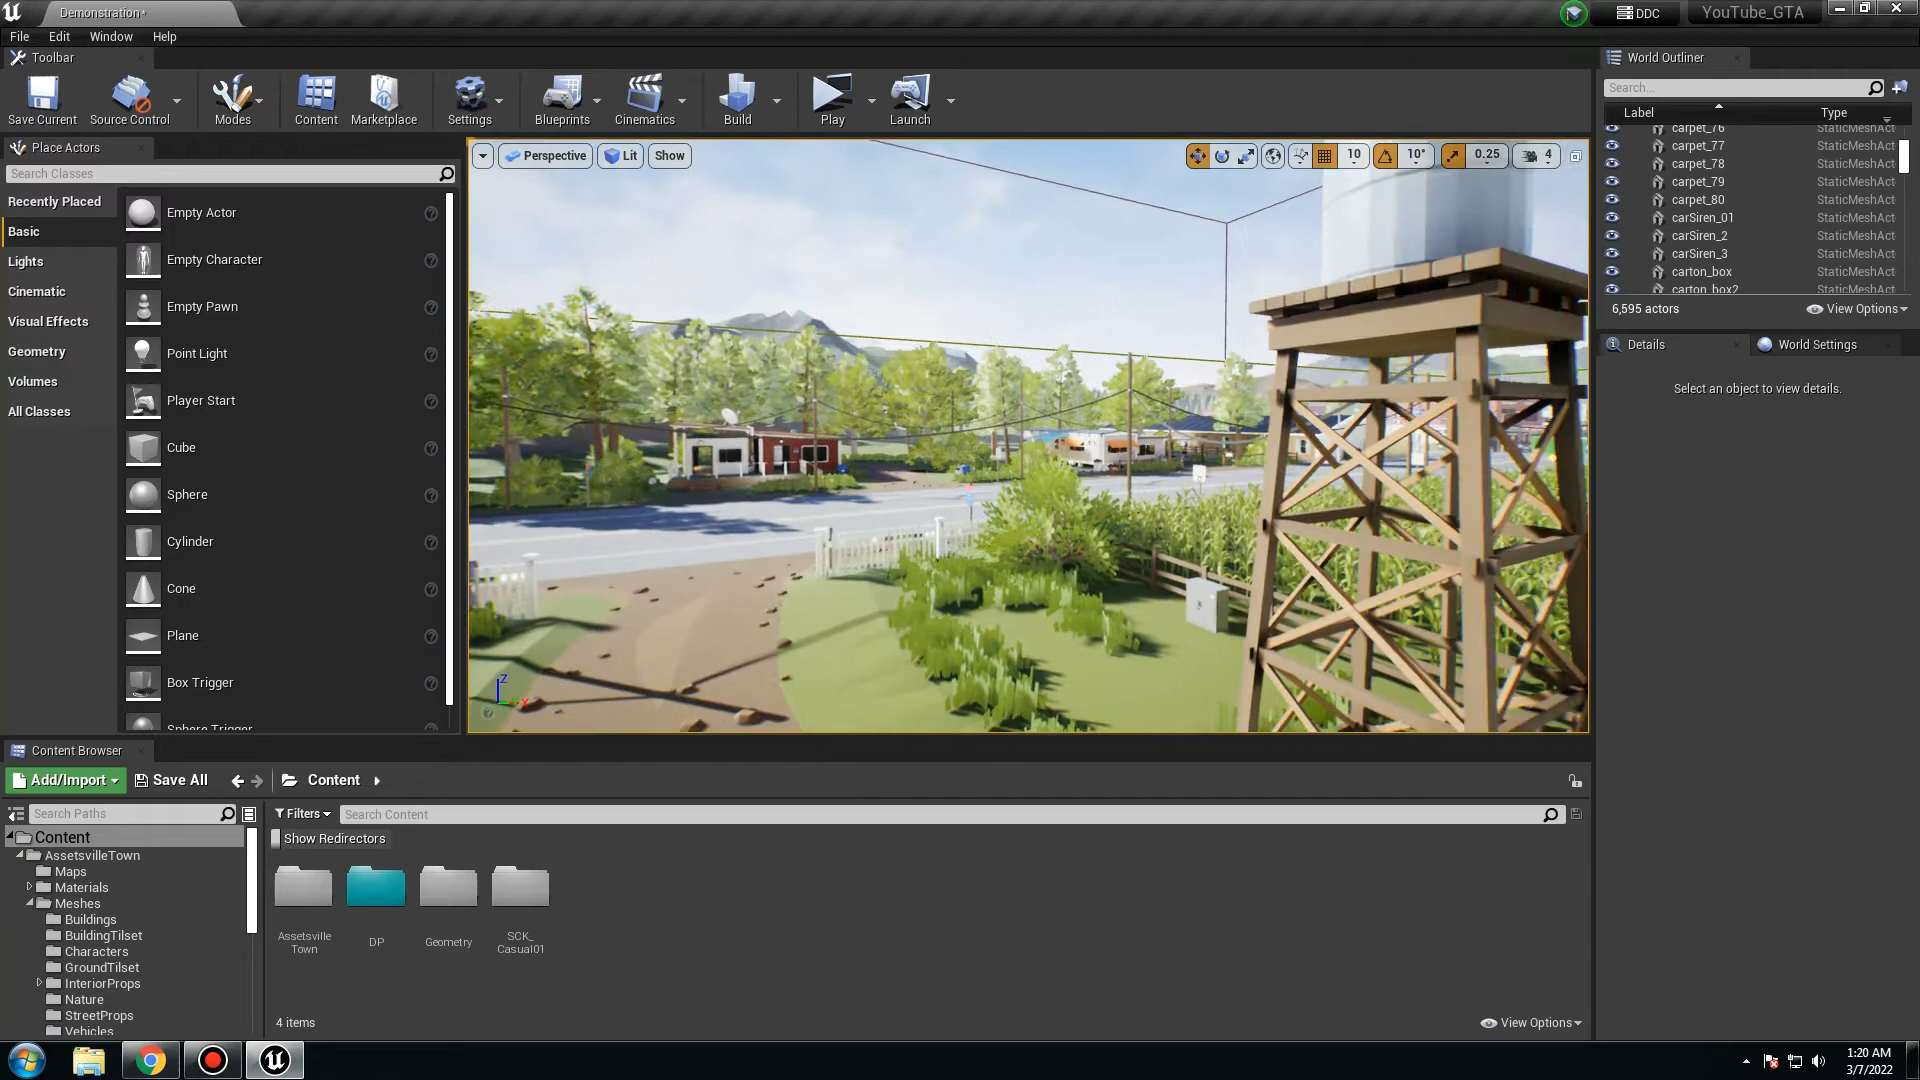 Demonstration*
DDC
YouTube_GTA
File Edit Window Help
Toolbar
Save Current
Source Control
Modes
Content
Marketplace
Settings
Blueprints
Cinematics
Build
Play
Launch
Place Actors
Search Classes
Recently Placed
Basic
Lights
Cinematic
Visual Effects
Geometry
Volumes
All Classes
Empty Actor
Empty Character
Empty Pawn
Point Light
Player Start
Cube
Sphere
Cylinder
Cone
Plane
Box Trigger
Sphere Trigger
Perspective
Lit
Show
10
10°
0.25
4
Z
X
World Outliner
Search...
Label Type
carpet_76 StaticMeshAct
carpet_77 StaticMeshAct
carpet_78 StaticMeshAct
carpet_79 StaticMeshAct
carpet_80 StaticMeshAct
carSiren_01 StaticMeshAct
carSiren_2 StaticMeshAct
carSiren_3 StaticMeshAct
carton_box StaticMeshAct
carton_box2 StaticMeshAct
6,595 actors
View Options
Details
World Settings
Select an object to view details.
Content Browser
Add/Import
Save All
Content
Search Paths
Content
AssetsvilleTown
Maps
Materials
Meshes
Buildings
BuildingTilset
Characters
GroundTilset
InteriorProps
Nature
StreetProps
Vehicles
Filters
Search Content
Show Redirectors
Assetsville
Town
DP
Geometry
SCK_
Casual01
4 items
View Options
1:20 AM
3/7/2022